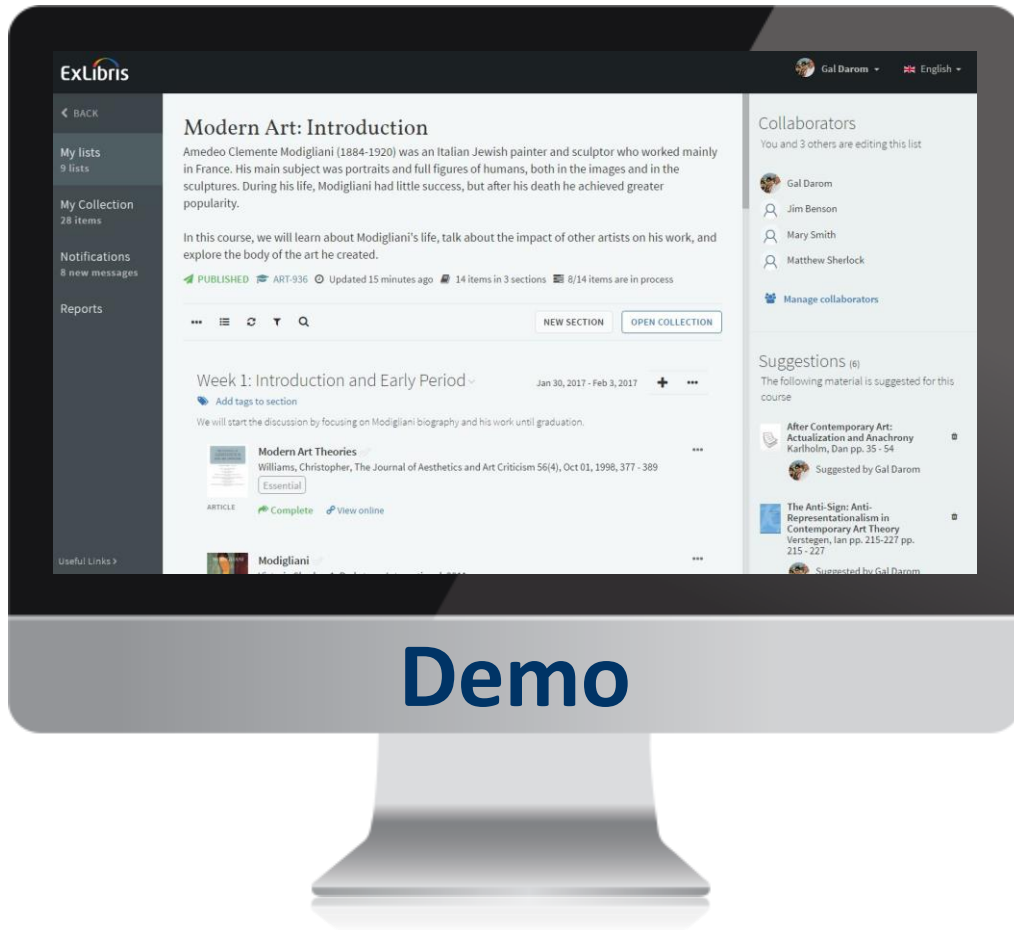 ExLibris
Gal Darom
English
BACK
My lists
9 lists
My Collection
28 items
Notifications
8 new messages
Reports
Useful Links >
Modern Art: Introduction
Amedeo Clemente Modigliani (1884-1920) was an Italian Jewish painter and sculptor who worked mainly
in France. His main subject was portraits and full figures of humans, both in the images and in the
sculptures. During his life, Modigliani had little success, but after his death he achieved greater
popularity.
In this course, we will learn about Modigliani's life, talk about the impact of other artists on his work, and
explore the body of the art he created.
PUBLISHED ART-936 Updated 15 minutes ago 14 items in 3 sections 8/14 items are in process
NEW SECTION OPEN COLLECTION
Week 1: Introduction and Early Period
Jan 30, 2017 - Feb 3, 2017
Add tags to section
We will start the discussion by focusing on Modigliani biography and his work until graduation.
Modern Art Theories
Williams, Christopher, The Journal of Aesthetics and Art Criticism 56(4), Oct 01, 1998, 377 - 389
Essential
ARTICLE
Complete View online
Modigliani
Collaborators
You and 3 others are editing this list
Gal Darom
Jim Benson
Mary Smith
Matthew Sherlock
Manage collaborators
Suggestions (6)
The following material is suggested for this
course
After Contemporary Art:
Actualization and Anachrony
Karlholm, Dan pp. 35 - 54
Suggested by Gal Darom
The Anti-Sign: Anti-
Representationalism in
Contemporary Art Theory
Verstegen, Ian pp. 215-227 pp.
215 - 227
Suggested by Gal Darom
Demo